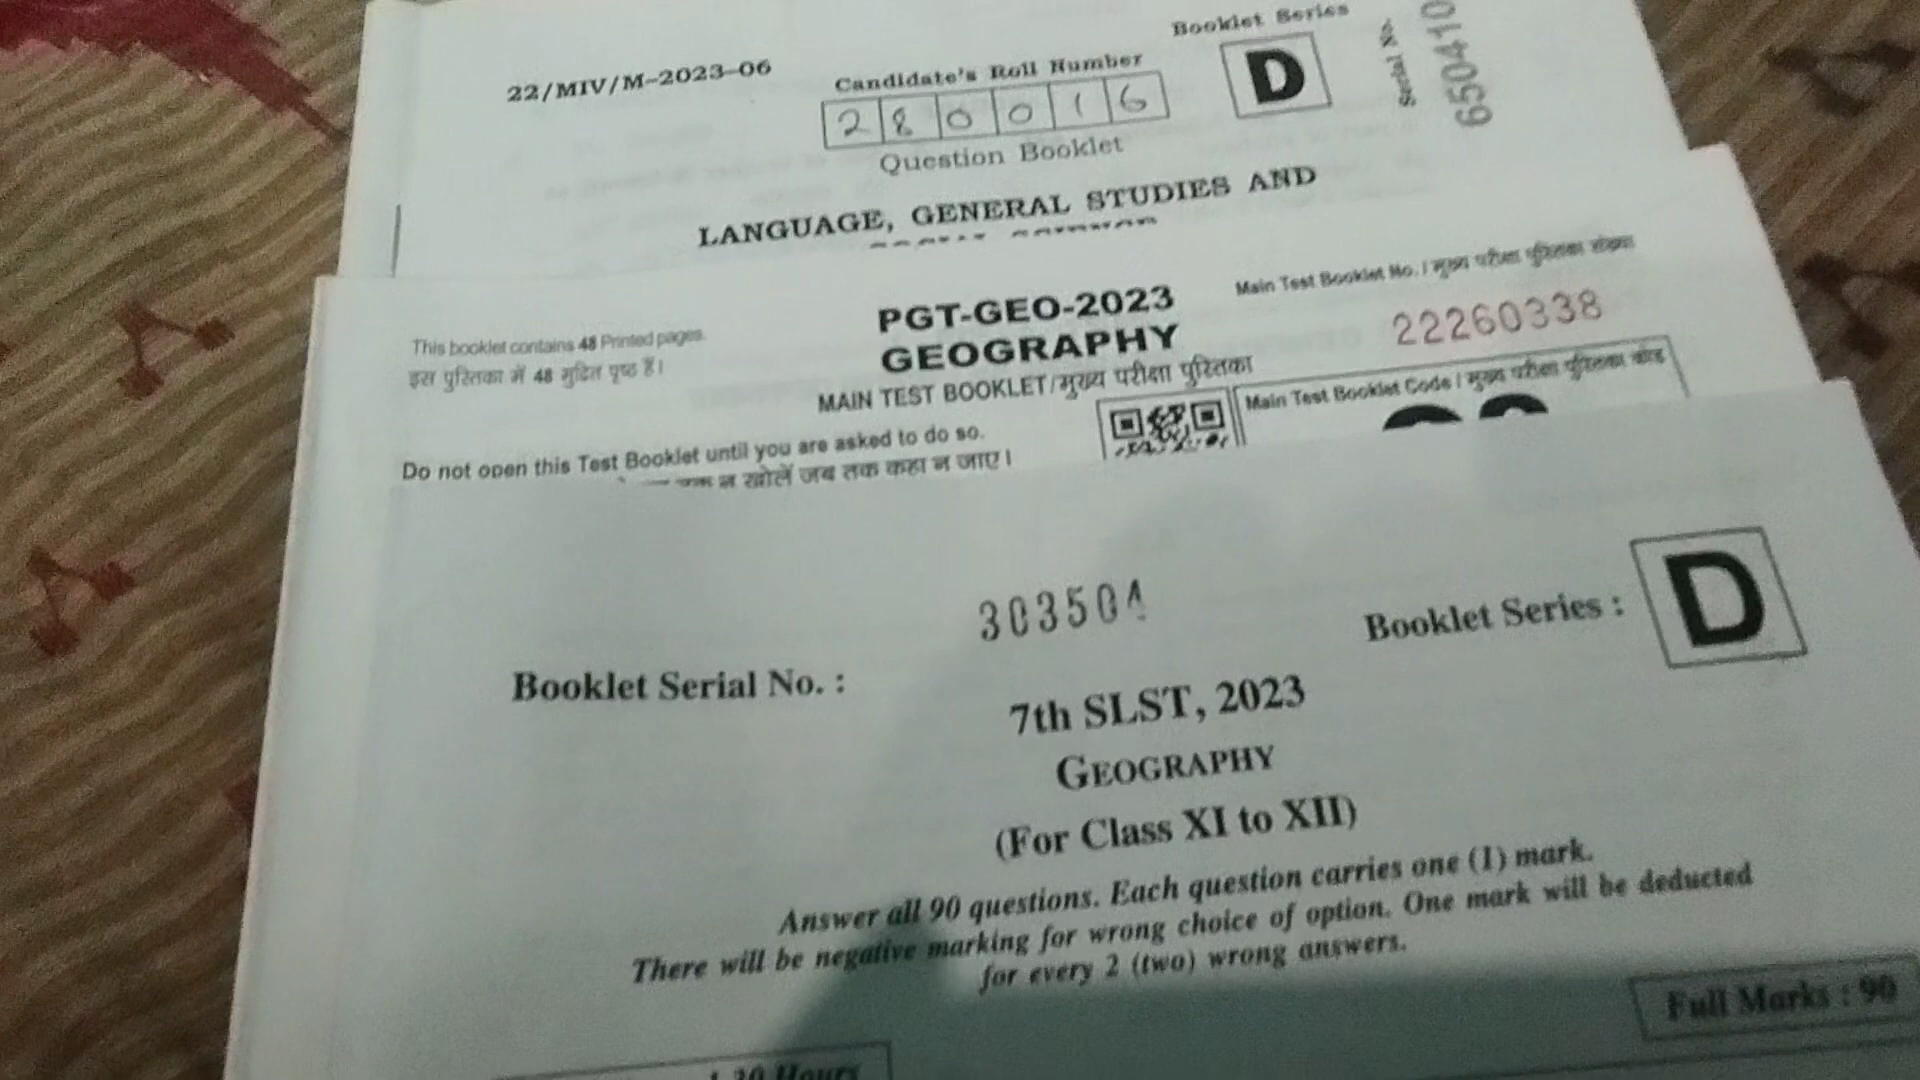 Booklet Series
22/MIV/M-2023-06
Candidate's Roll Number
D
Serial No.
650410
280016
Question Booklet
LANGUAGE, GENERAL STUDIES AND
Main Test Booklet No. / मुख्य परीक्षा पुस्तिका संख्या
PGT-GEO-2023
22260338
This booklet contains 48 Printed pages.
GEOGRAPHY
इस पुस्तिका में 48 मुद्रित पृष्ठ हैं।
MAIN TEST BOOKLET/मुख्य परीक्षा पुस्तिका
Main Test Booklet Code / मुख्य परीक्षा पुस्तिका कोड
Do not open this Test Booklet until you are asked to do so.
न खोलें जब तक कहा न जाए।
303504
Booklet Series :
D
Booklet Serial No. :
7th SLST, 2023
GEOGRAPHY
(For Class XI to XII)
Answer all 90 questions. Each question carries one (1) mark.
There will be negative marking for wrong choice of option. One mark will be deducted
for every 2 (two) wrong answers.
Full Marks : 90
Hours